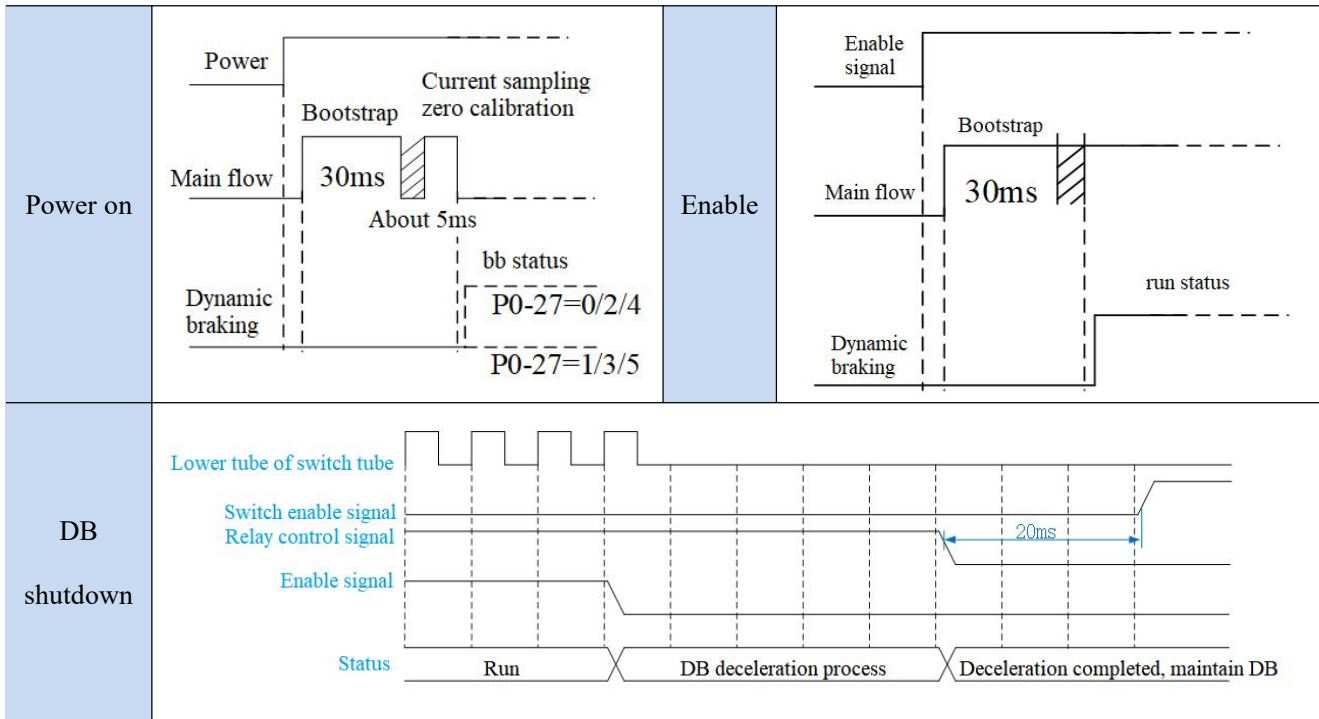 Power on
Power
Current sampling
zero calibration
Bootstrap
Main flow
30ms
About 5ms
bb status
Dynamic
braking
P0-27=0/2/4
P0-27=1/3/5
Enable
Enable
signal
Bootstrap
Main flow
30ms
run status
Dynamic
braking
DB
shutdown
Lower tube of switch tube
Switch enable signal
Relay control signal
20ms
Enable signal
Status
Run
DB deceleration process
Deceleration completed, maintain DB